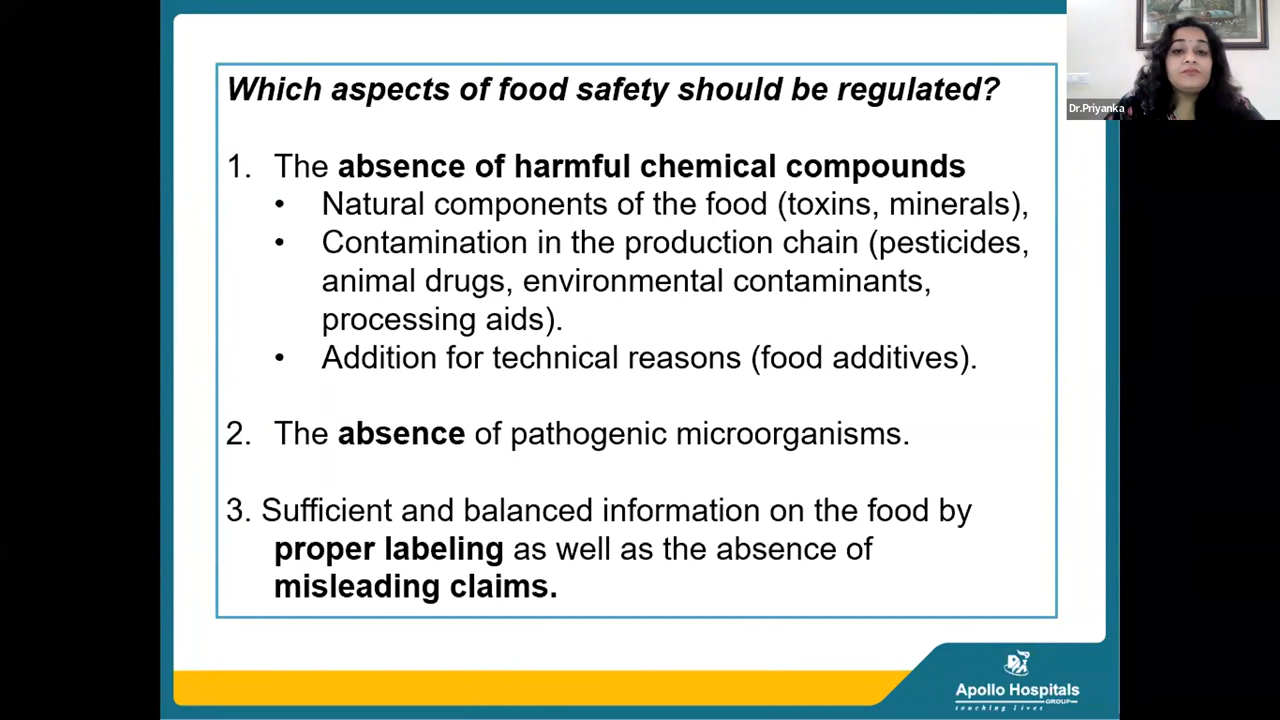 Which aspects of food safety should be regulated?
1. The absence of harmful chemical compounds
• Natural components of the food (toxins, minerals),
• Contamination in the production chain (pesticides,
animal drugs, environmental contaminants,
processing aids).
• Addition for technical reasons (food additives).
2. The absence of pathogenic microorganisms.
3. Sufficient and balanced information on the food by
proper labeling as well as the absence of
misleading claims.
Dr.Priyanka
Apollo Hospitals
GROUP
touching lives